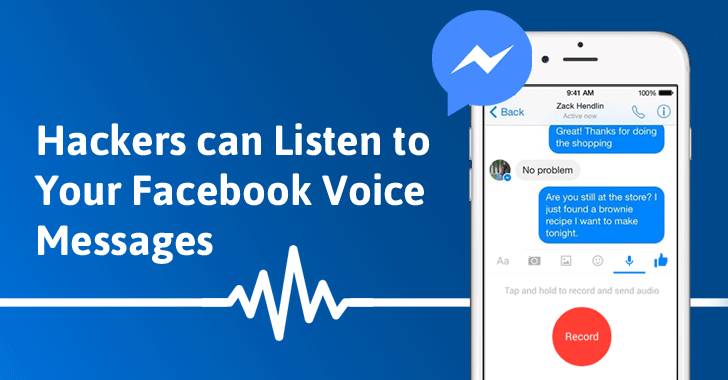 Hackers can Listen to
Your Facebook Voice
Messages
9:41 AM
100%
Back
Zack Hendlin
Active now
Great! Thanks for doing
the shopping
No problem
Are you still at the store? I
just found a brownie
recipe I want to make
tonight.
Aa
Tap and hold to record and send audio
Record